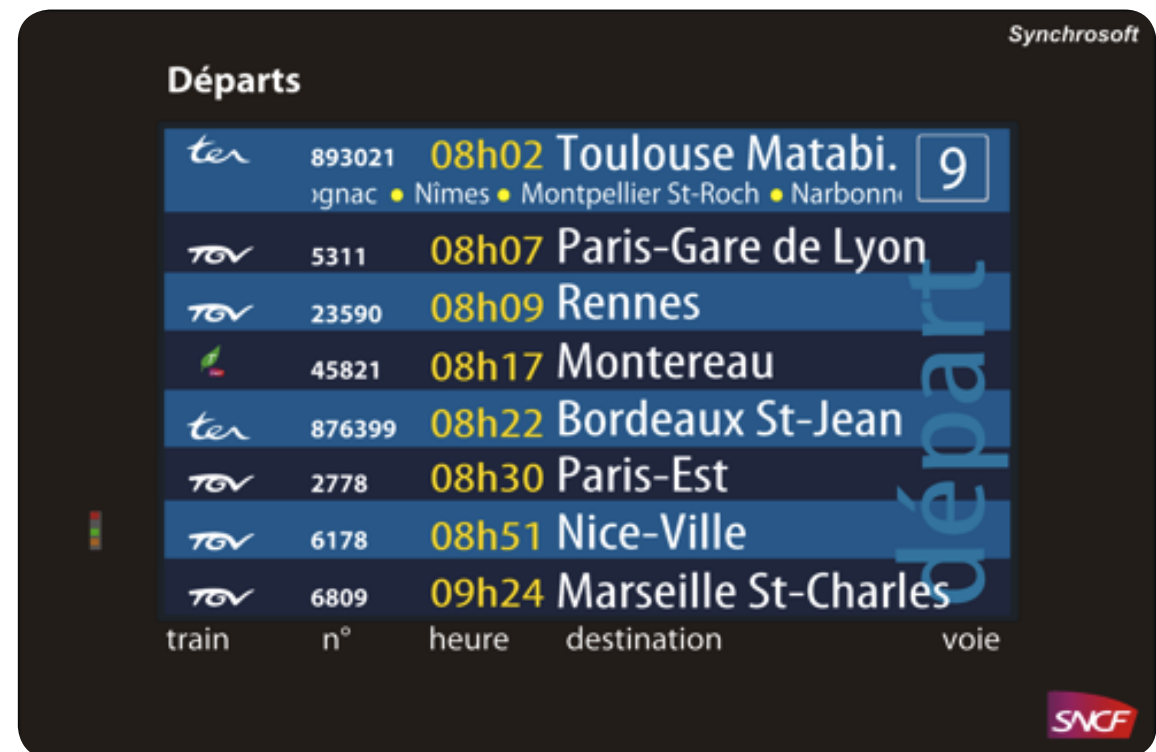 Synchrosoft
Départs
ter 893021 08h02 Toulouse Matabi. 9
Nîmes • Montpellier St-Roch •
TGV 5311 08h07 Paris-Gare de Lyon
TGV 23590 08h09 Rennes
45821 08h17 Montereau
ter 876399 08h22 Bordeaux St-Jean
TGV 2778 08h30 Paris-Est
TGV 6178 08h51 Nice-Ville
TGV 6809 09h24 Marseille St-Charles
départ
train n° heure destination voie
SNCF